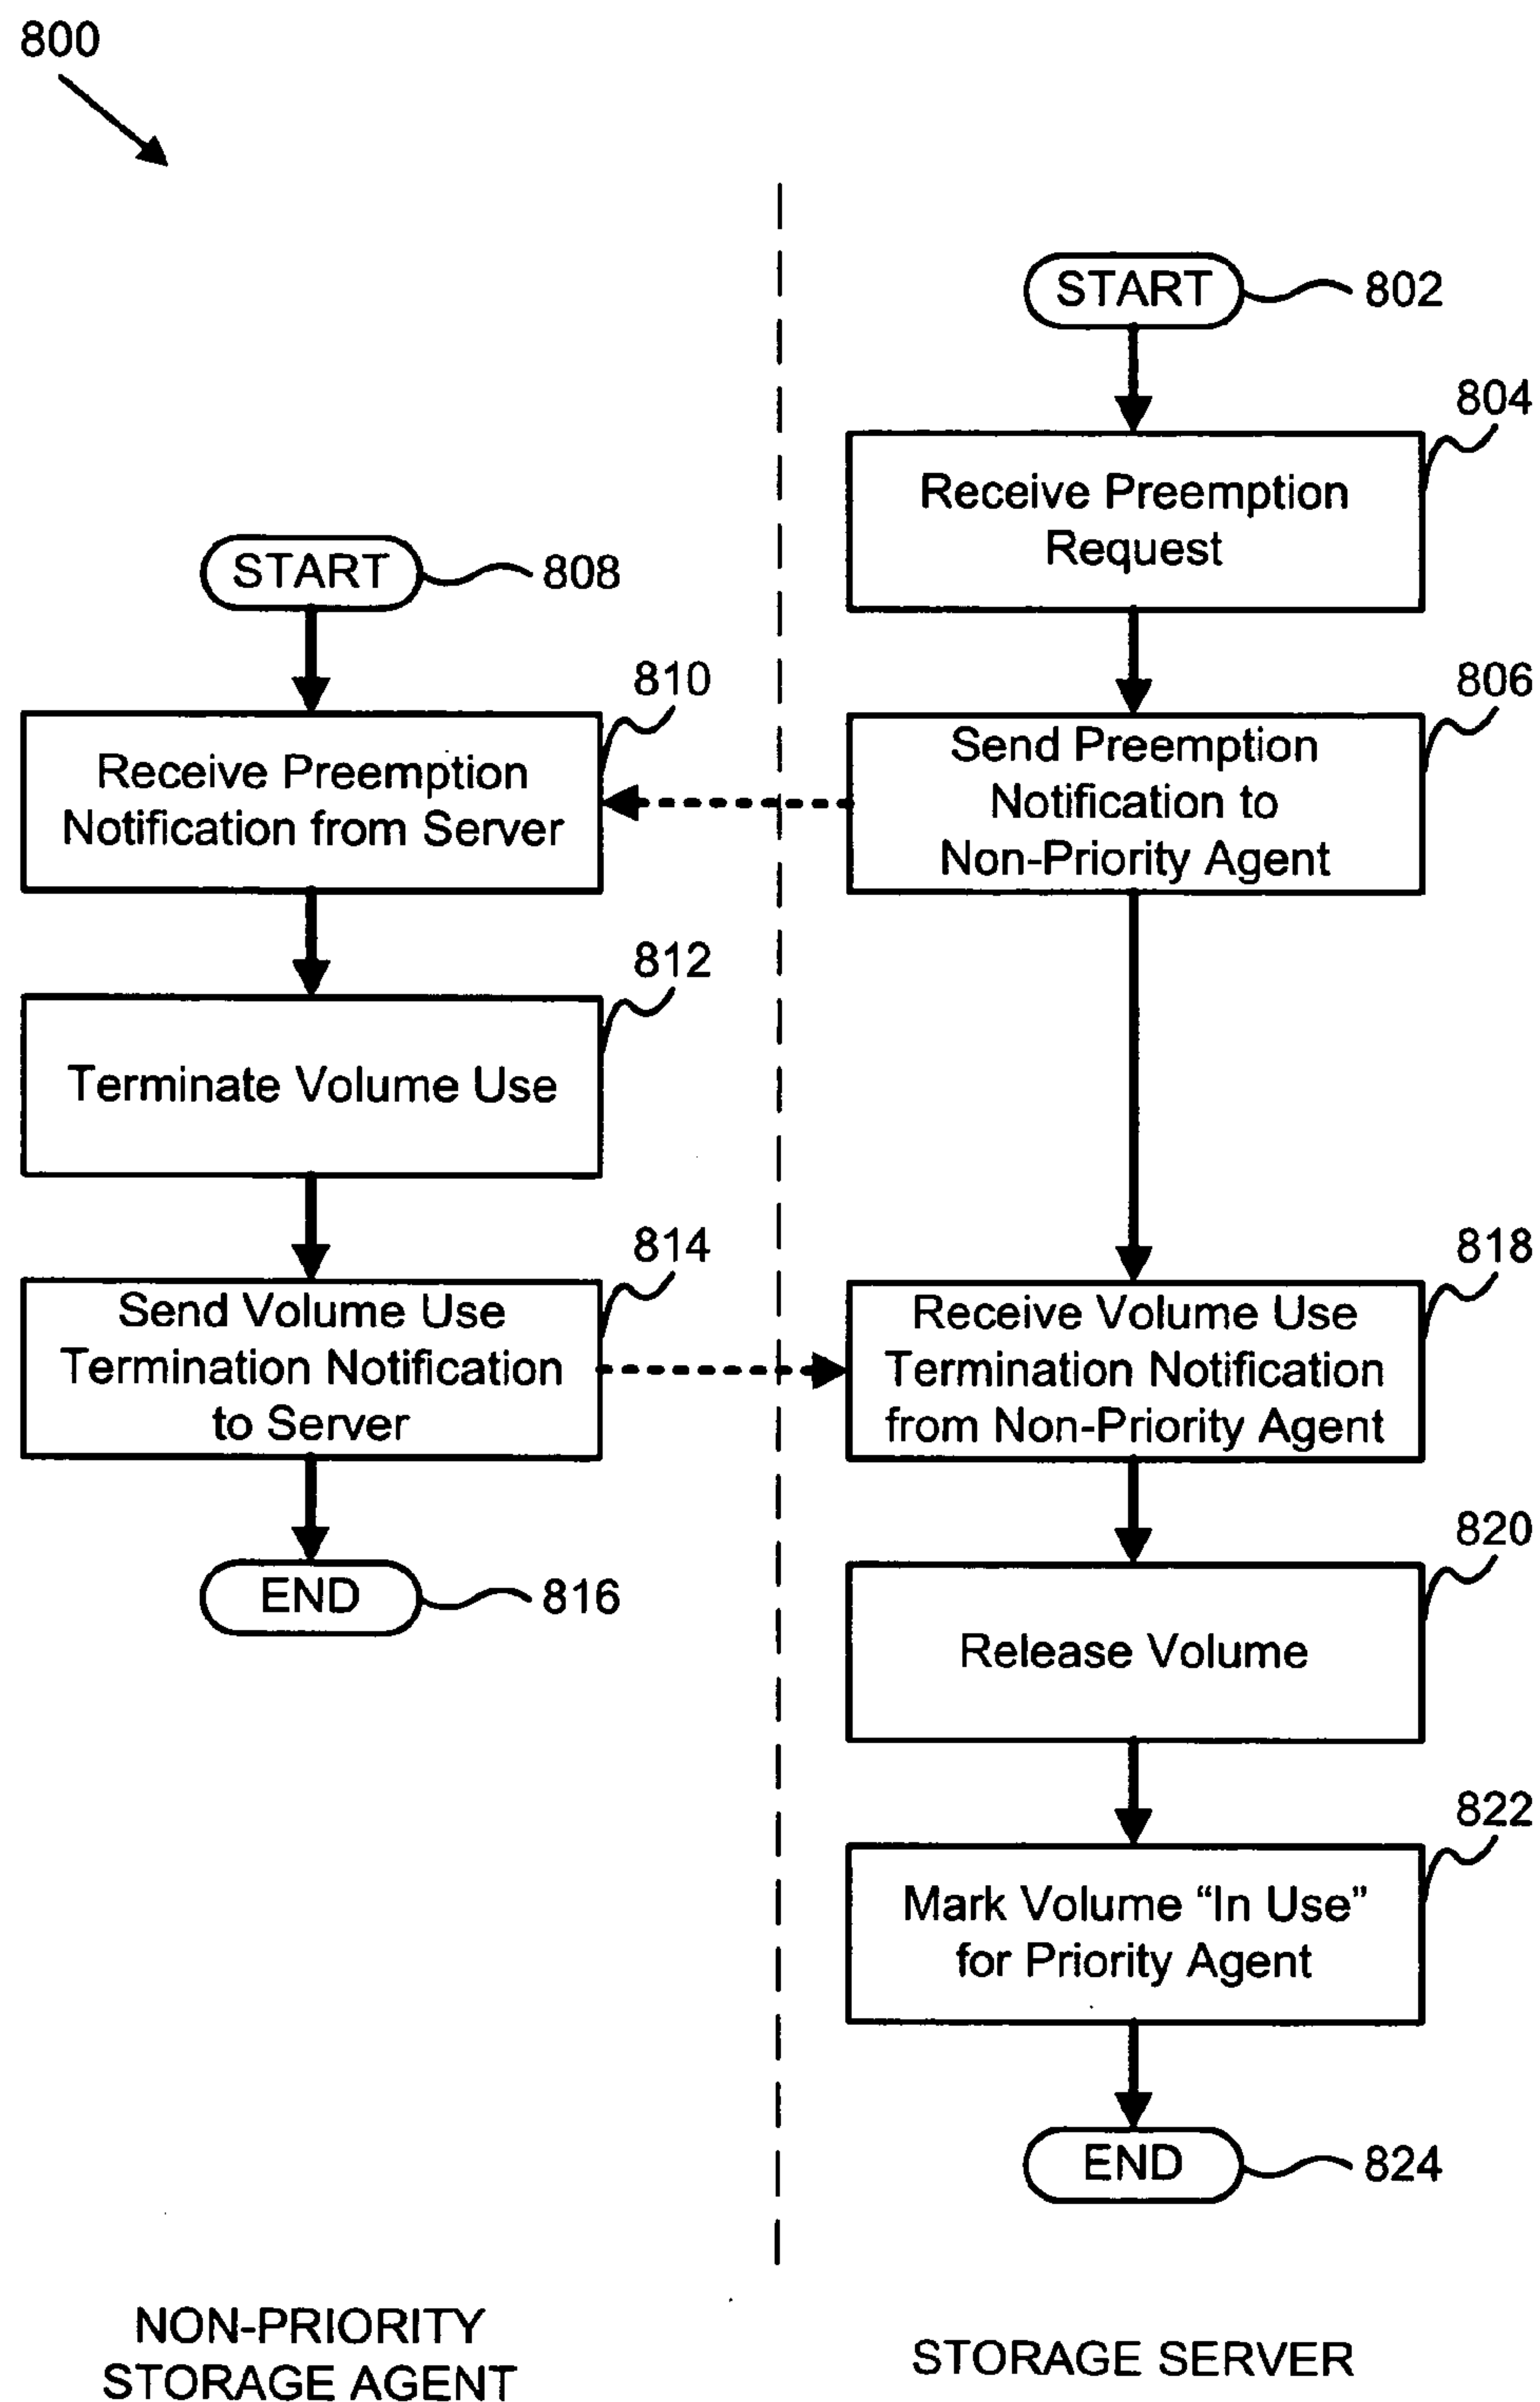 800
START
802
804
Receive Preemption
Request
START
808
810
Receive Preemption
Notification from Server
806
Send Preemption
Notification to
Non-Priority Agent
812
Terminate Volume Use
814
Send Volume Use
Termination Notification
to Server
818
Receive Volume Use
Termination Notification
from Non-Priority Agent
END
816
820
Release Volume
822
Mark Volume “In Use”
for Priority Agent
END
824
NON-PRIORITY
STORAGE AGENT
STORAGE SERVER